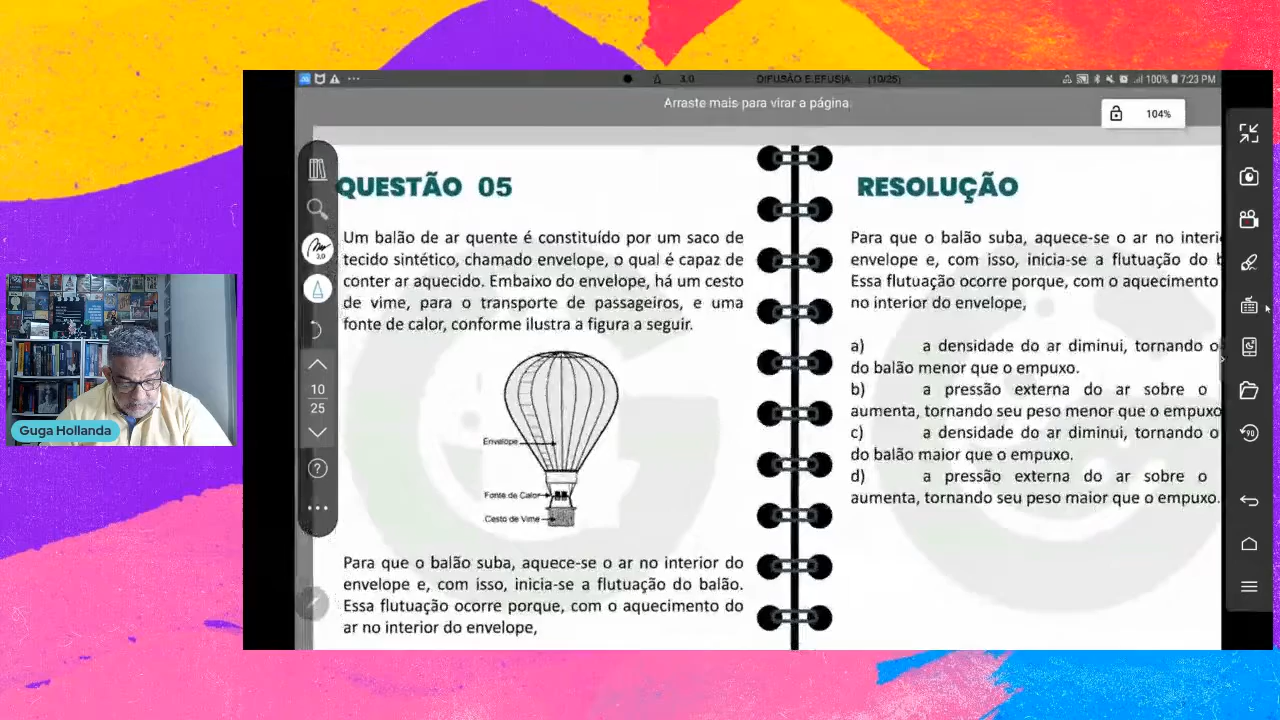 3.0
DIFUSÃO E EFUSÃO (10/25)
100% 7:23 PM
Arraste mais para virar a página
104%
QUESTÃO 05
Um balão de ar quente é constituído por um saco de
tecido sintético, chamado envelope, o qual é capaz de
conter ar aquecido. Embaixo do envelope, há um cesto
de vime, para o transporte de passageiros, e uma
fonte de calor, conforme ilustra a figura a seguir.
Envelope
Fonte de Calor
Cesto de Vime
Para que o balão suba, aquece-se o ar no interior do
envelope e, com isso, inicia-se a flutuação do balão.
Essa flutuação ocorre porque, com o aquecimento do
ar no interior do envelope,
RESOLUÇÃO
Para que o balão suba, aquece-se o ar no interi
envelope e, com isso, inicia-se a flutuação do b
Essa flutuação ocorre porque, com o aquecimento
no interior do envelope,
a) a densidade do ar diminui, tornando o
do balão menor que o empuxo.
b) a pressão externa do ar sobre o
aumenta, tornando seu peso menor que o empuxo
c) a densidade do ar diminui, tornando o
do balão maior que o empuxo.
d) a pressão externa do ar sobre o
aumenta, tornando seu peso maior que o empuxo.
3.0
10
25
Guga Hollanda